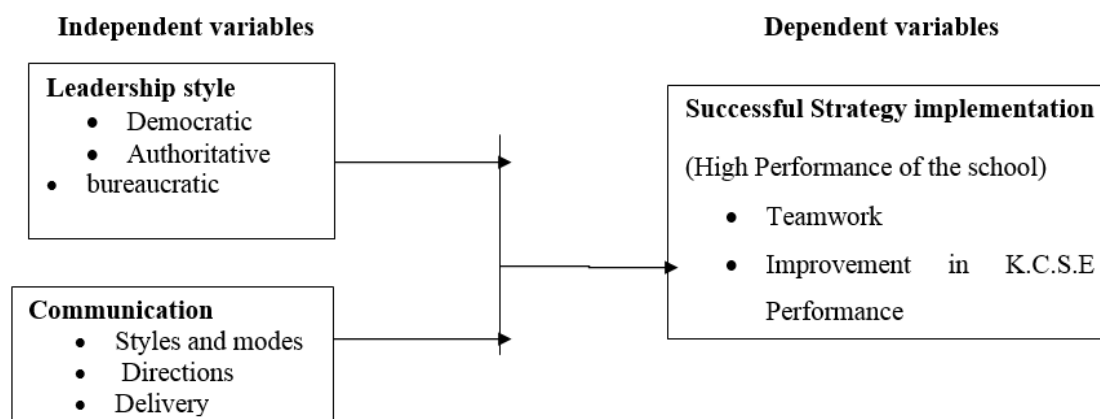 Independent variables
Leadership style
• Democratic
• Authoritative
• bureaucratic
Communication
• Styles and modes
• Directions
• Delivery
Dependent variables
Successful Strategy implementation
(High Performance of the school)
• Teamwork
• Improvement in K.C.S.E
Performance